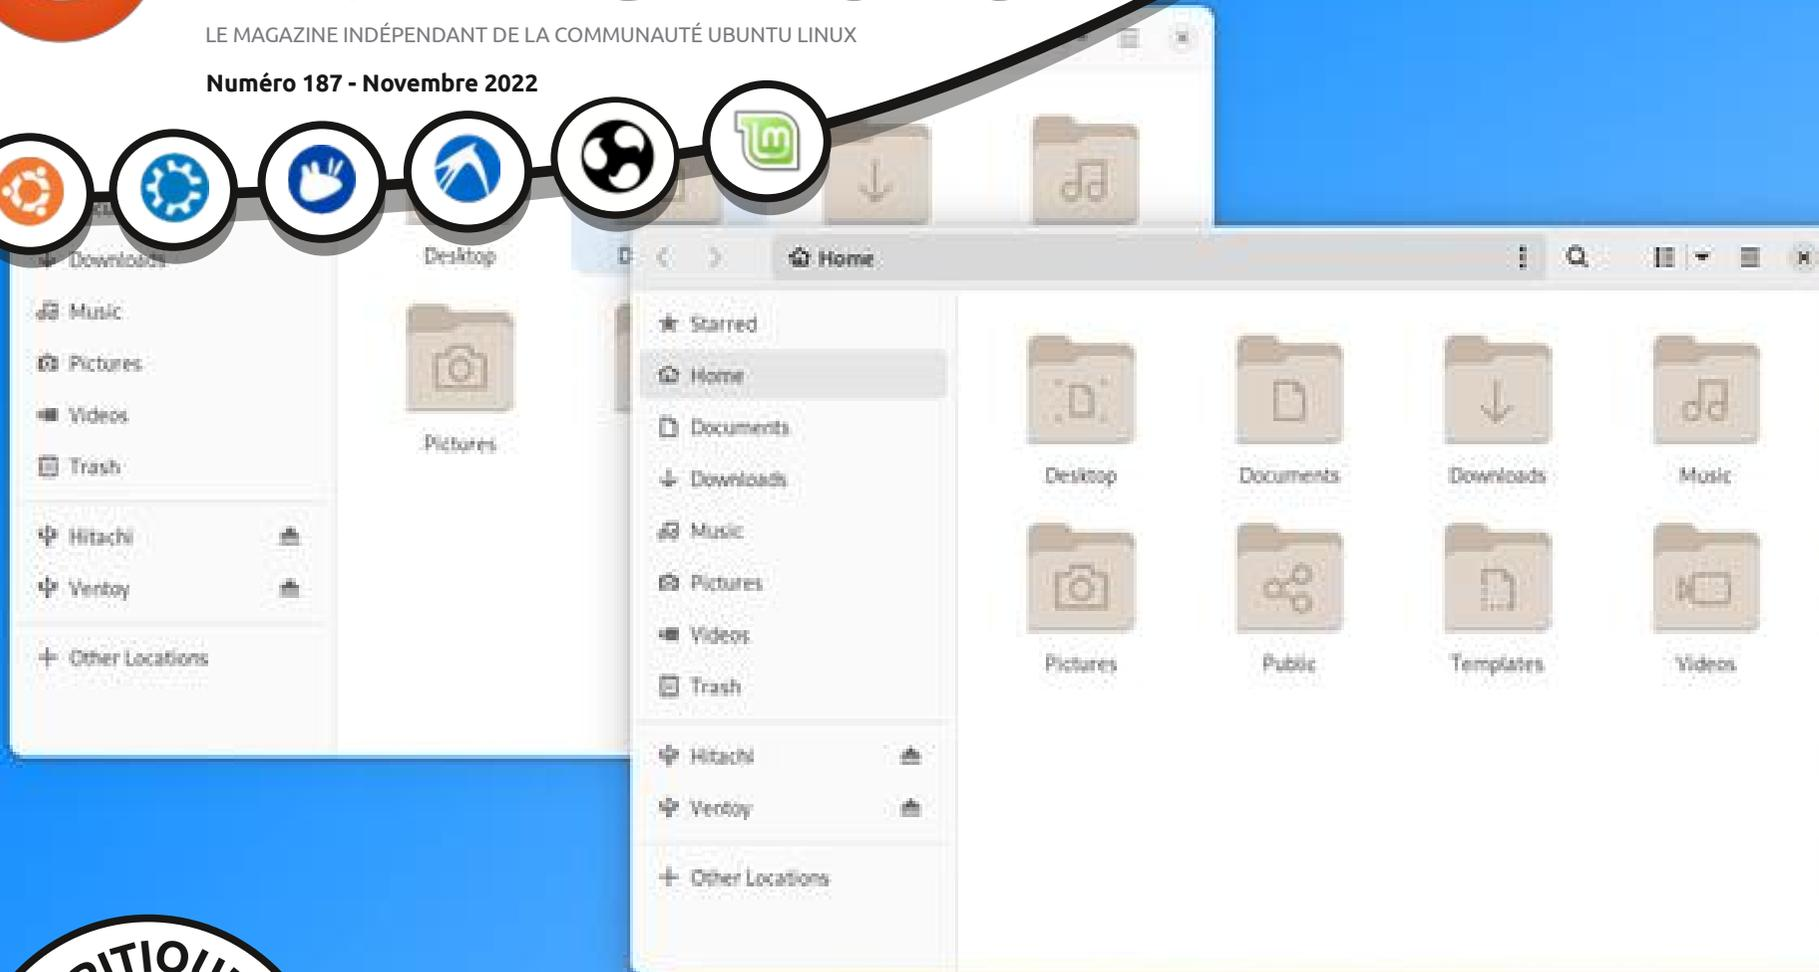 LE MAGAZINE INDÉPENDANT DE LA COMMUNAUTÉ UBUNTU LINUX
Numéro 187 - Novembre 2022
Downloads
Music
Pictures
Videos
Trash
Hitachi
Ventoy
Other Locations
Desktop
Pictures
Home
Starred
Home
Documents
Downloads
Music
Pictures
Videos
Trash
Hitachi
Ventoy
Other Locations
Desktop Documents Downloads Music
Pictures Public Templates Videos